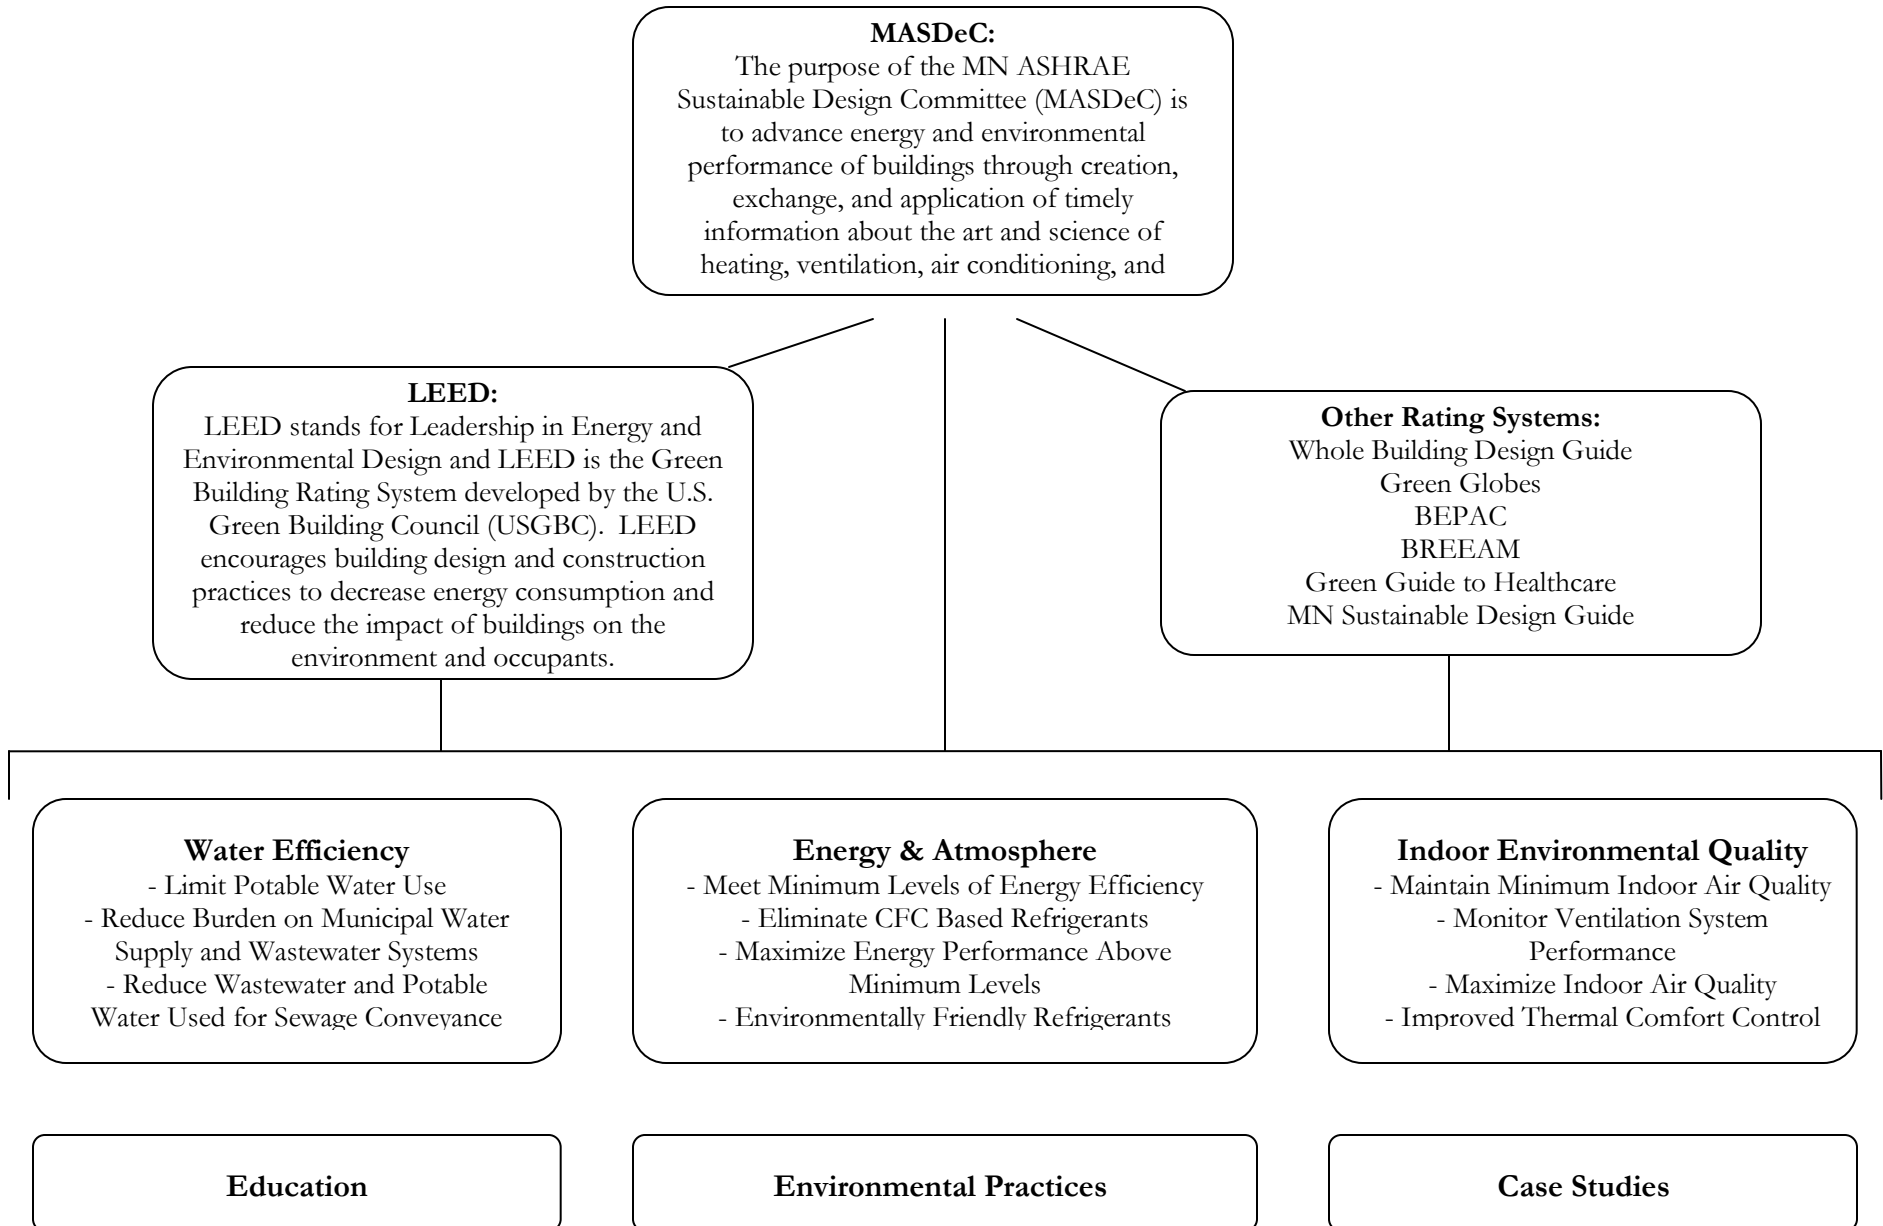 MASDeC:
The purpose of the MN ASHRAE
Sustainable Design Committee (MASDeC) is
to advance energy and environmental
performance of buildings through creation,
exchange, and application of timely
information about the art and science of
heating, ventilation, air conditioning, and
LEED:
LEED stands for Leadership in Energy and
Environmental Design and LEED is the Green
Building Rating System developed by the U.S.
Green Building Council (USGBC).  LEED
encourages building design and construction
practices to decrease energy consumption and
reduce the impact of buildings on the
environment and occupants.
Other Rating Systems:
Whole Building Design Guide
Green Globes
BEPAC
BREEAM
Green Guide to Healthcare
MN Sustainable Design Guide
Water Efficiency
- Limit Potable Water Use
- Reduce Burden on Municipal Water
Supply and Wastewater Systems
- Reduce Wastewater and Potable
Water Used for Sewage Conveyance
Energy & Atmosphere
- Meet Minimum Levels of Energy Efficiency
- Eliminate CFC Based Refrigerants
- Maximize Energy Performance Above
Minimum Levels
- Environmentally Friendly Refrigerants
Indoor Environmental Quality
- Maintain Minimum Indoor Air Quality
- Monitor Ventilation System
Performance
- Maximize Indoor Air Quality
- Improved Thermal Comfort Control
Education
Environmental Practices
Case Studies